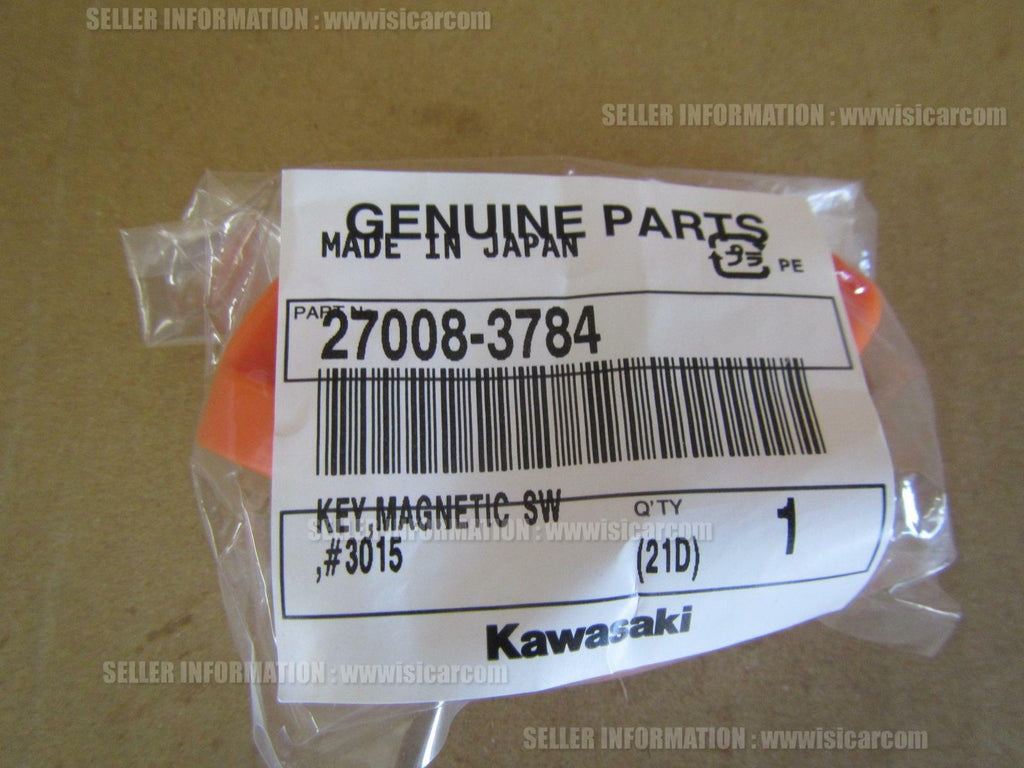 SELLER INFORMATION : wwwisicarcom
SELLER INFORMATION : wwwisicarcom
GENUINE PARTS
MADE IN JAPAN
プラ PE
PART N
27008-3784
KEY,MAGNETIC SW
Q'TY
1
SELLER INFORMATION : wwwisicarcom
,#3015
(21D)
Kawasaki
SELLER INFORMATION : wwwisicarcom
SELLER INFORMATION : wwwisicarcom